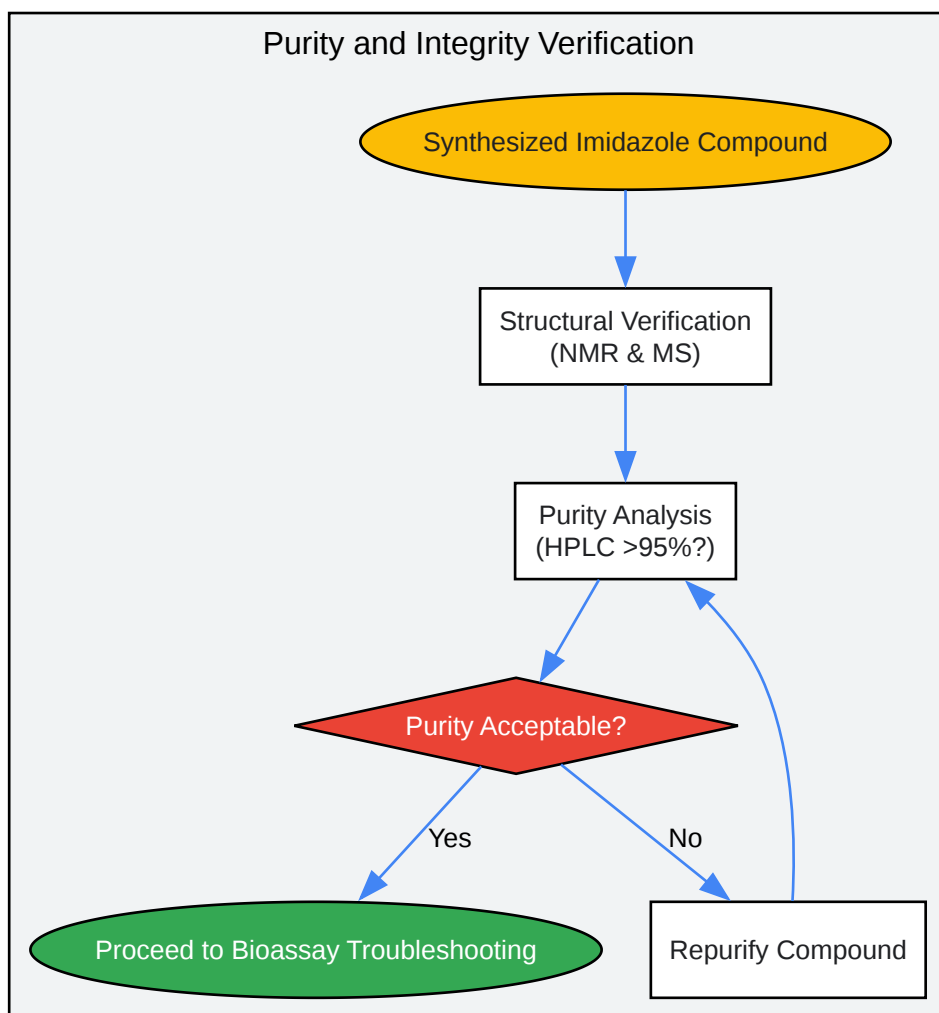 Purity and Integrity Verification
Synthesized Imidazole Compound
Structural Verification
(NMR & MS)
Purity Analysis
(HPLC >95%?)
Purity Acceptable?
Yes
No
Proceed to Bioassay Troubleshooting
Repurify Compound